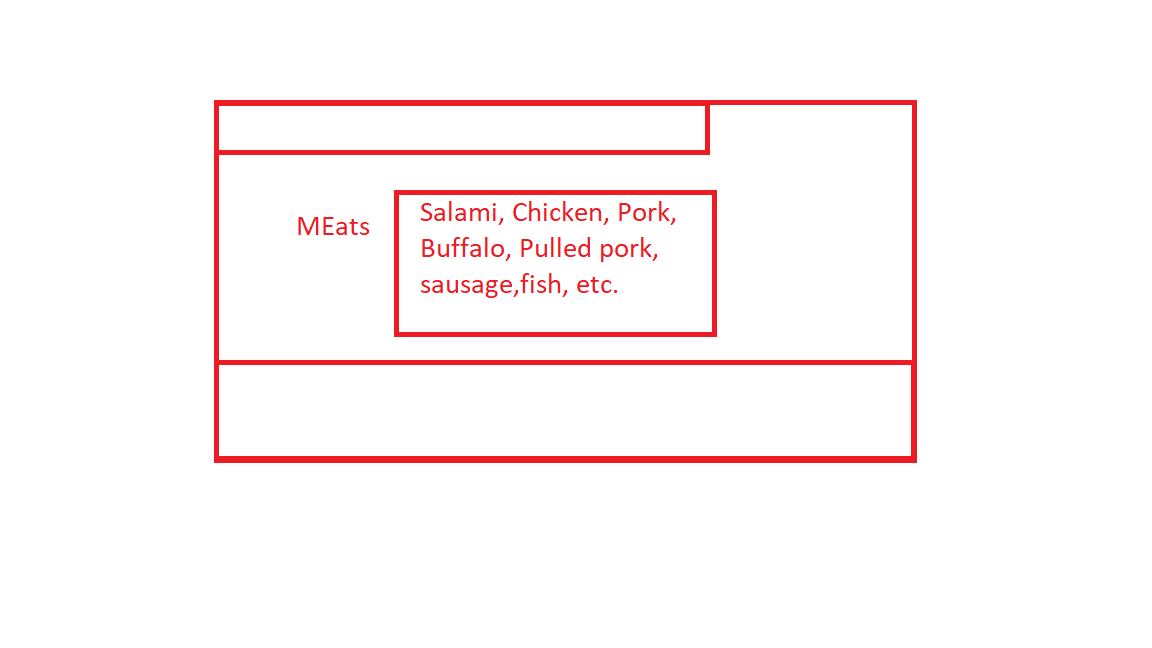 MEats
Salami, Chicken, Pork,
Buffalo, Pulled pork,
sausage,fish, etc.